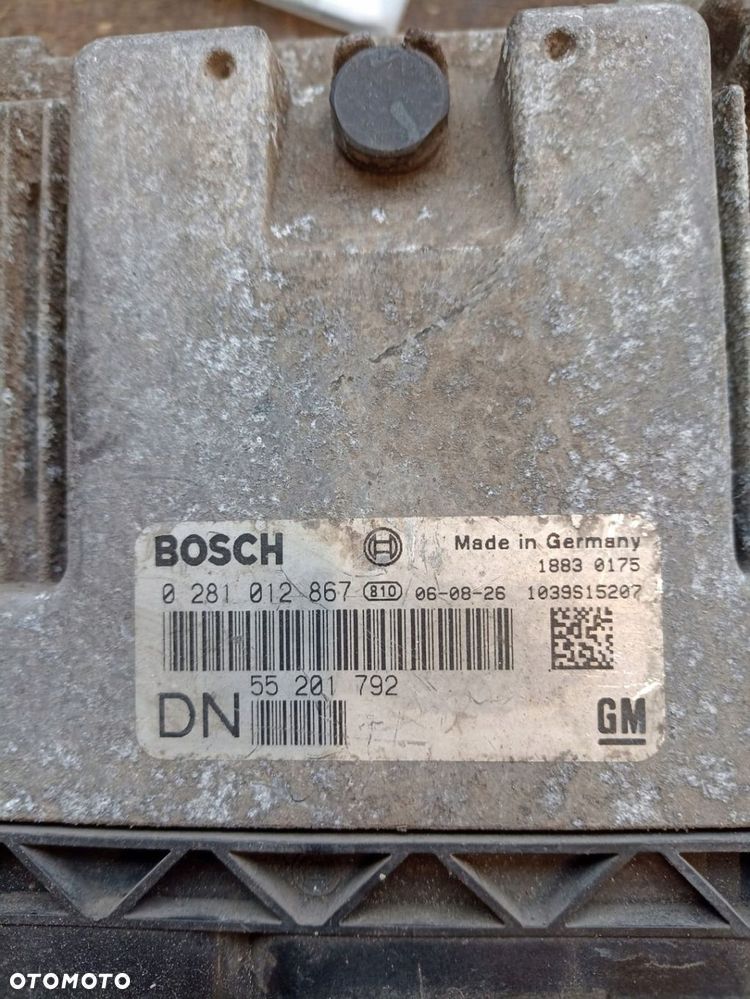 BOSCH Made in Germany
1883 0175
0 281 012 867 810 06-08-26 1039S15207
55 201 792
DN GM
OTOMOTO